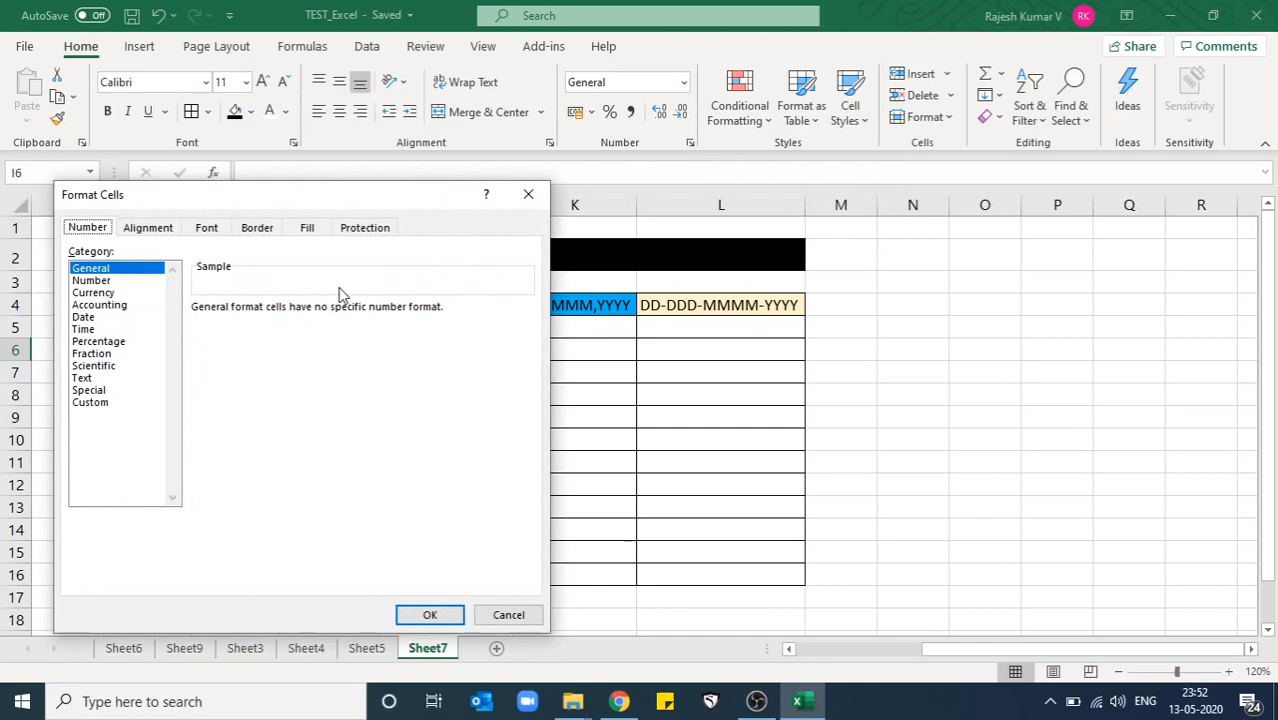 AutoSave Off TEST_Excel - Saved Search Rajesh Kumar V RK
File Home Insert Page Layout Formulas Data Review View Add-ins Help Share Comments
Paste
Clipboard
Calibri 11
B I U
Font
Wrap Text
Merge & Center
Alignment
General
Number
Conditional Formatting
Format as Table
Cell Styles
Styles
Insert
Delete
Format
Cells
Sort & Filter
Find & Select
Editing
Ideas
Ideas
Sensitivity
Sensitivity
I6 fx
Format Cells ?
Number Alignment Font Border Fill Protection
Category:
General
Number
Currency
Accounting
Date
Time
Percentage
Fraction
Scientific
Text
Special
Custom
Sample
General format cells have no specific number format.
OK Cancel
K L M N O P Q R
1
2
3
4 MMM,YYYY DD-DDD-MMMM-YYYY
5
6
7
8
9
10
11
12
13
14
15
16
17
18
Sheet6 Sheet9 Sheet3 Sheet4 Sheet5 Sheet7
120%
Type here to search ENG 23:52
13-05-2020 24